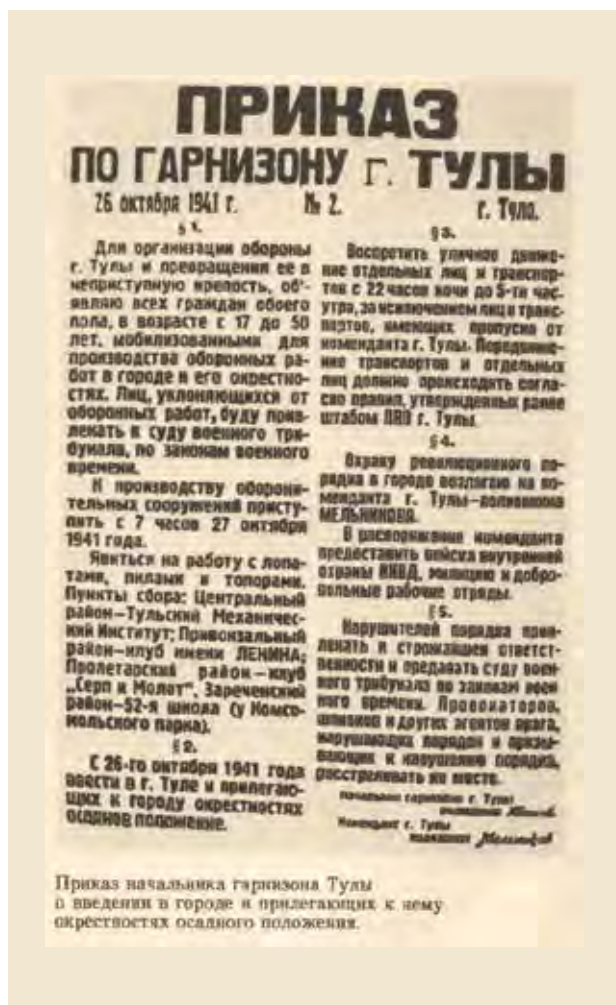 ПРИКАЗ
ПО ГАРНИЗОНУ г. ТУЛЫ
26 октября 1941 г. № 2. г. Тула.
§ 1.
Для организации обороны
г. Тулы и превращения ее в
неприступную крепость, об'-
являю всех граждан обоего
пола, в возрасте с 17 до 50
лет, мобилизованными для
производства оборонных ра-
бот в городе и его окрестно-
стях. Лиц, уклоняющихся от
оборонных работ, буду прив-
лекать к суду военного три-
бунала, по законам военного
времени.
К производству оборони-
тельных сооружений присту-
пить с 7 часов 27 октября
1941 года.
Явиться на работу с лопа-
тами, пилами и топорами.
Пункты сбора: Центральный
район—Тульский Механичес-
кий Институт; Привокзальный
район—клуб имени ЛЕНИНА;
Пролетарский район—клуб
„Серп и Молот", Зареченский
район—52-я школа (у Комсо-
мольского парка).
§ 2.
С 26-го октября 1941 года
ввести в г. Туле и прилегаю-
щих к городу окрестностях
осадное положение.
§ 3.
Воспретить уличное движе-
ние отдельных лиц и транспор-
тов с 22 часов ночи до 5-ти час.
утра, за исключением лиц и транс-
портов, имеющих пропуска от
коменданта г. Тулы. Передвиже-
ние транспортов и отдельных
лиц должно происходить согла-
сно правил, утвержденных ранее
штабом ПВО г. Тулы.
§ 4.
Охрану революционного по-
рядка в городе возлагаю на ко-
менданта г. Тулы—полковника
МЕЛЬНИКОВА.
В распоряжение коменданта
предоставить войска внутренней
охраны НКВД, милицию и добро-
вольные рабочие отряды.
§ 5.
Нарушителей порядка прив-
лекать к строжайшей ответст-
венности и предавать суду воен-
ного трибунала по законам воен-
ного времени. Провокаторов,
шпионов и других агентов врага,
нарушающих порядок и призы-
вающих к нарушению порядка,
расстреливать на месте.
Начальник гарнизона г. Тулы
полковник
Комендант г. Тулы
полковник Мельников
Приказ начальника гарнизона Тулы
о введении в городе и прилегающих к нему
окрестностях осадного положения.